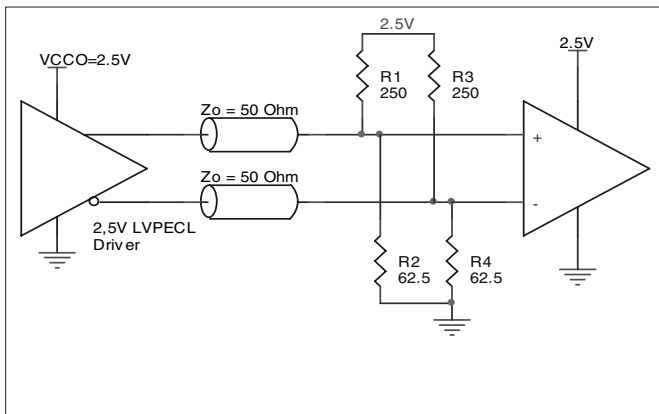 2.5V
VCCO=2.5V
2.5V
R1
250
R3
250
Zo = 50 Ohm
+
Zo = 50 Ohm
-
2,5V LVPECL
Driver
R2
62.5
R4
62.5